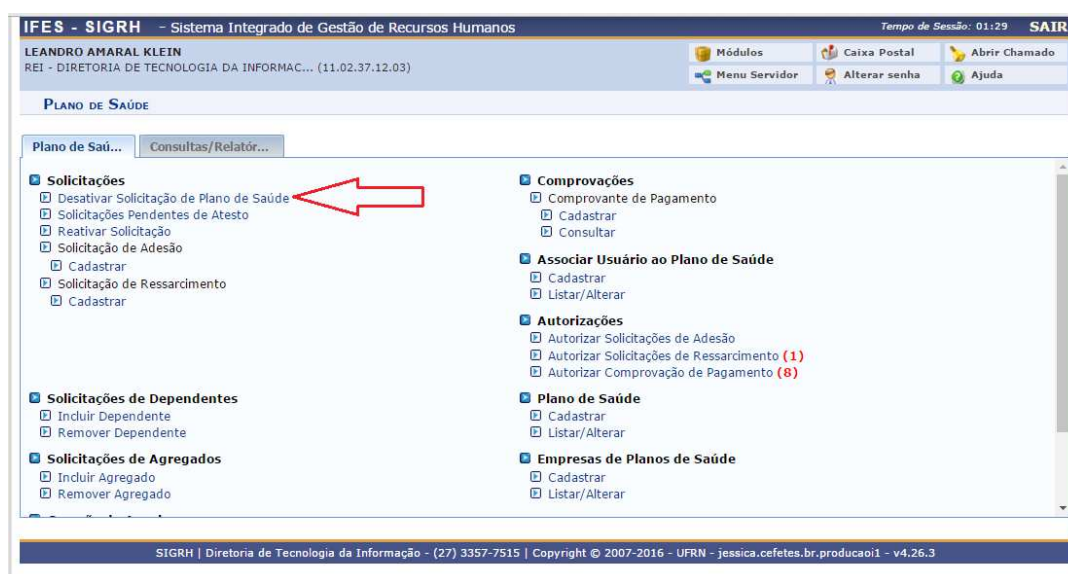 IFES - SIGRH - Sistema Integrado de Gestão de Recursos Humanos
Tempo de Sessão: 01:29 SAIR
LEANDRO AMARAL KLEIN
REI - DIRETORIA DE TECNOLOGIA DA INFORMAC... (11.02.37.12.03)
Módulos
Caixa Postal
Abrir Chamado
Menu Servidor
Alterar senha
Ajuda
PLANO DE SAÚDE
Plano de Saú...
Consultas/Relatór...
Solicitações
Desativar Solicitação de Plano de Saúde
Solicitações Pendentes de Atesto
Reativar Solicitação
Solicitação de Adesão
Cadastrar
Solicitação de Ressarcimento
Cadastrar
Solicitações de Dependentes
Incluir Dependente
Remover Dependente
Solicitações de Agregados
Incluir Agregado
Remover Agregado
Comprovações
Comprovante de Pagamento
Cadastrar
Consultar
Associar Usuário ao Plano de Saúde
Cadastrar
Listar/Alterar
Autorizações
Autorizar Solicitações de Adesão
Autorizar Solicitações de Ressarcimento (1)
Autorizar Comprovação de Pagamento (8)
Plano de Saúde
Cadastrar
Listar/Alterar
Empresas de Planos de Saúde
Cadastrar
Listar/Alterar
SIGRH | Diretoria de Tecnologia da Informação - (27) 3357-7515 | Copyright © 2007-2016 - UFRN - jessica.cefetes.br.producaoi1 - v4.26.3